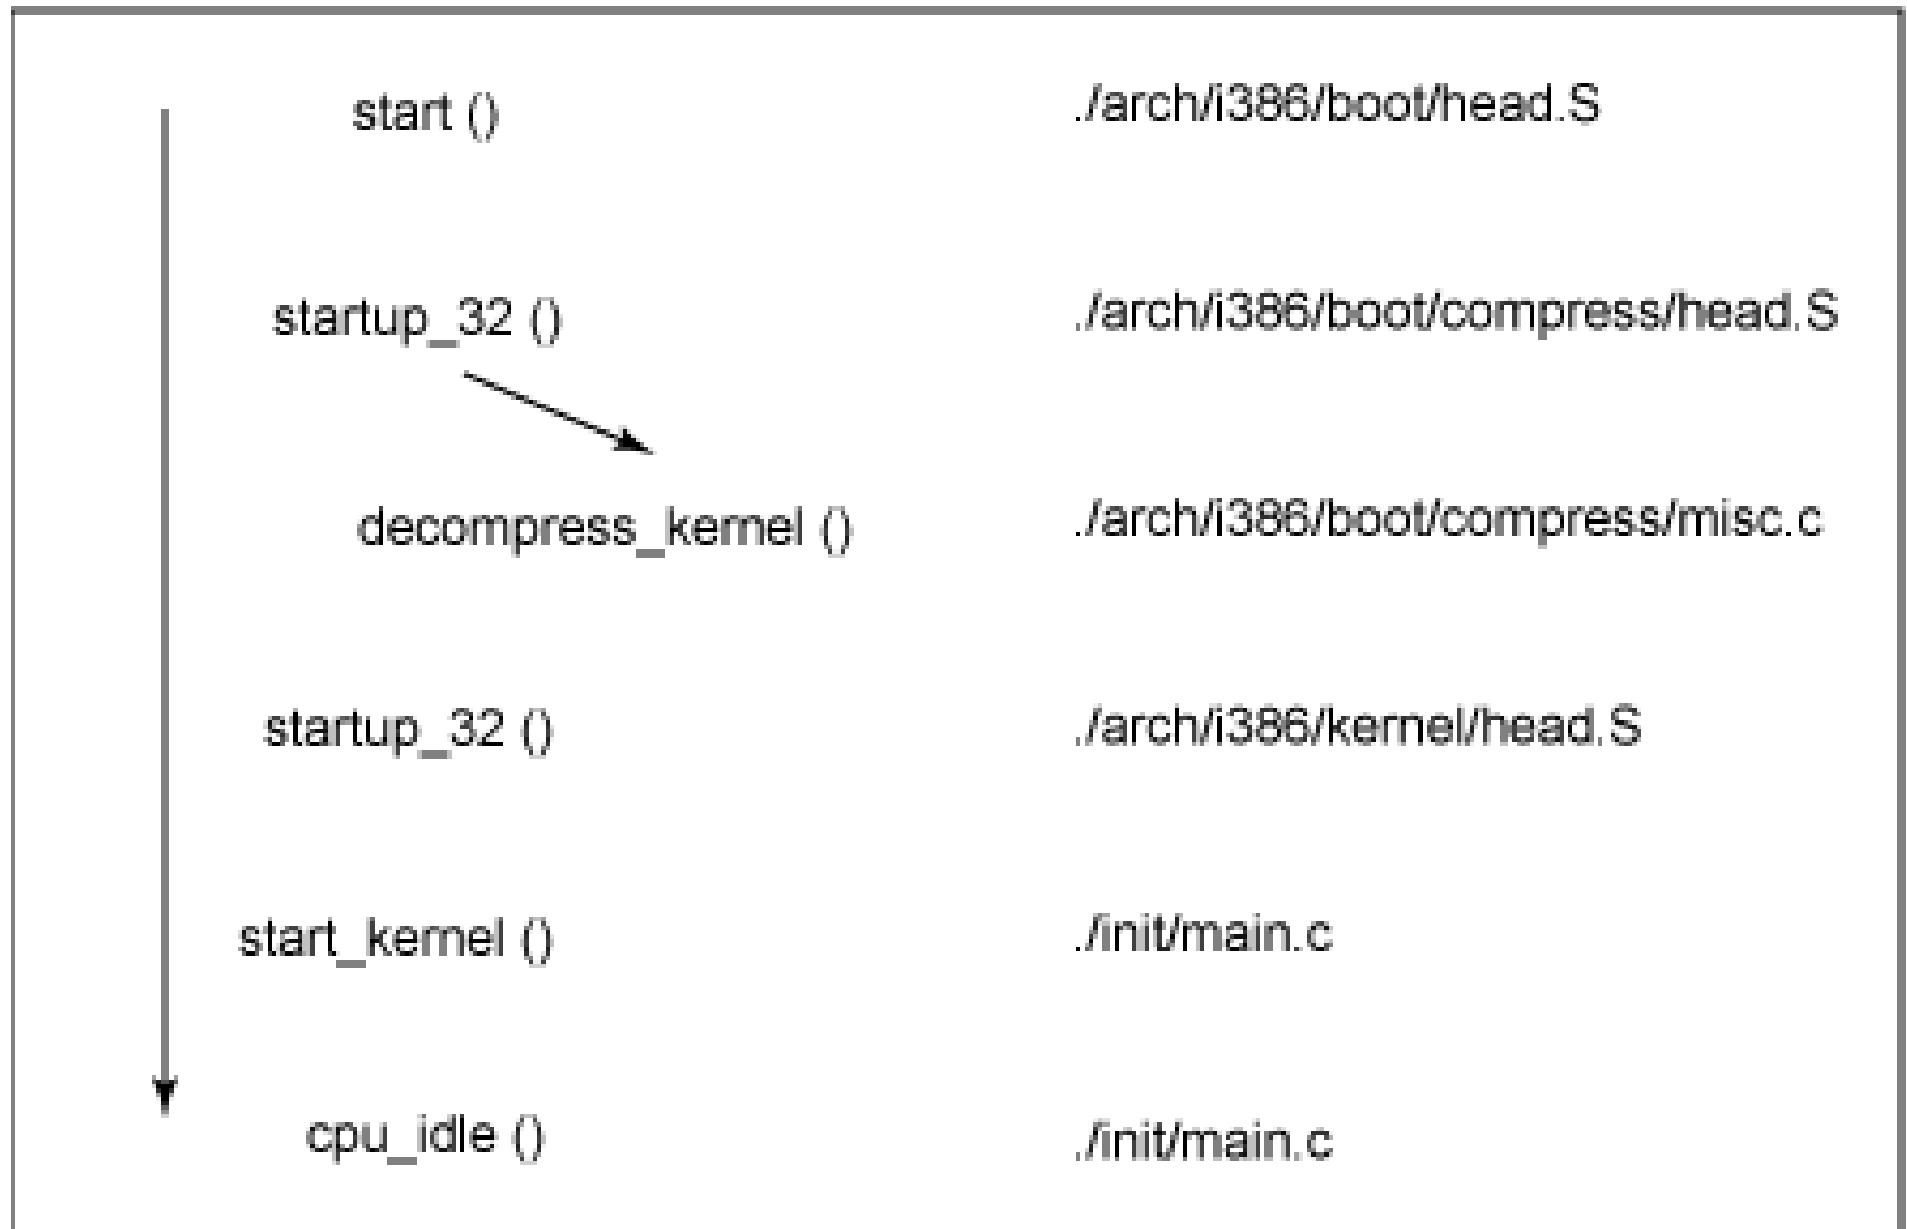 start () ./arch/i386/boot/head.S
startup_32 () ./arch/i386/boot/compress/head.S
decompress_kernel () ./arch/i386/boot/compress/misc.c
startup_32 () ./arch/i386/kernel/head.S
start_kernel () ./init/main.c
cpu_idle () ./init/main.c